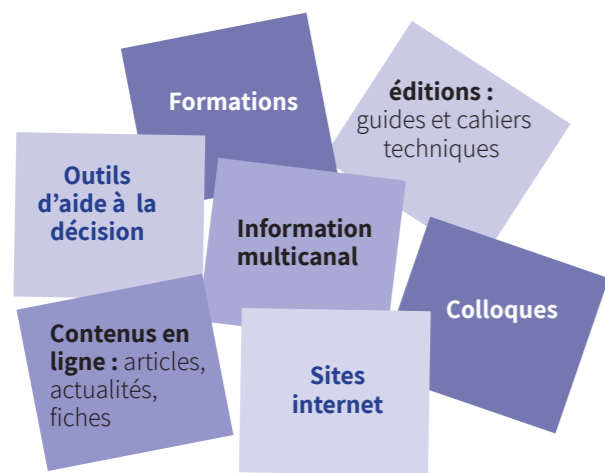 Formations
éditions :
guides et cahiers
techniques
Outils
d'aide à la
décision
Information
multicanal
Colloques
Contenus en
ligne : articles,
actualités,
fiches
Sites
internet